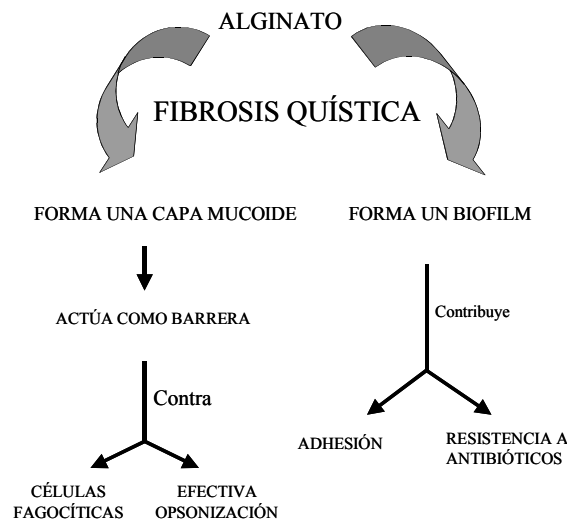 ALGINATO
FIBROSIS QUÍSTICA
FORMA UNA CAPA MUCOIDE
FORMA UN BIOFILM
ACTÚA COMO BARRERA
Contribuye
Contra
ADHESIÓN
RESISTENCIA A
ANTIBIÓTICOS
CÉLULAS
FAGOCÍTICAS
EFECTIVA
OPSONIZACIÓN